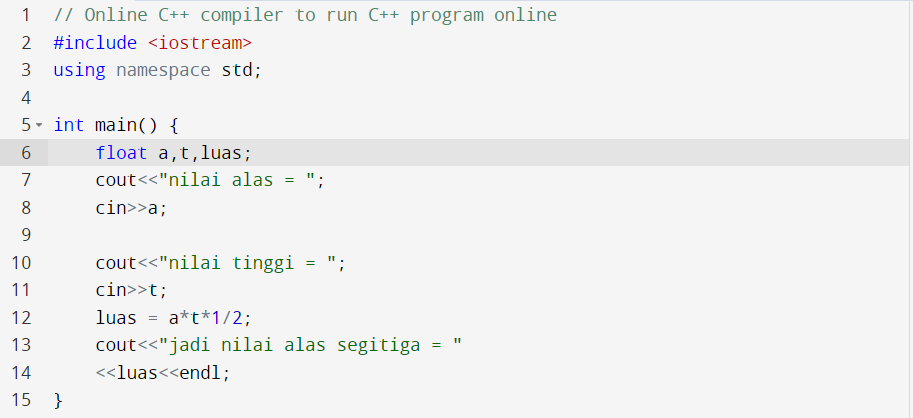 1 // Online C++ compiler to run C++ program online
2 #include <iostream>
3 using namespace std;
4
5 int main() {
6     float a,t,luas;
7     cout<<"nilai alas = ";
8     cin>>a;
9
10     cout<<"nilai tinggi = ";
11     cin>>t;
12     luas = a*t*1/2;
13     cout<<"jadi nilai alas segitiga = "
14     <<luas<<endl;
15 }